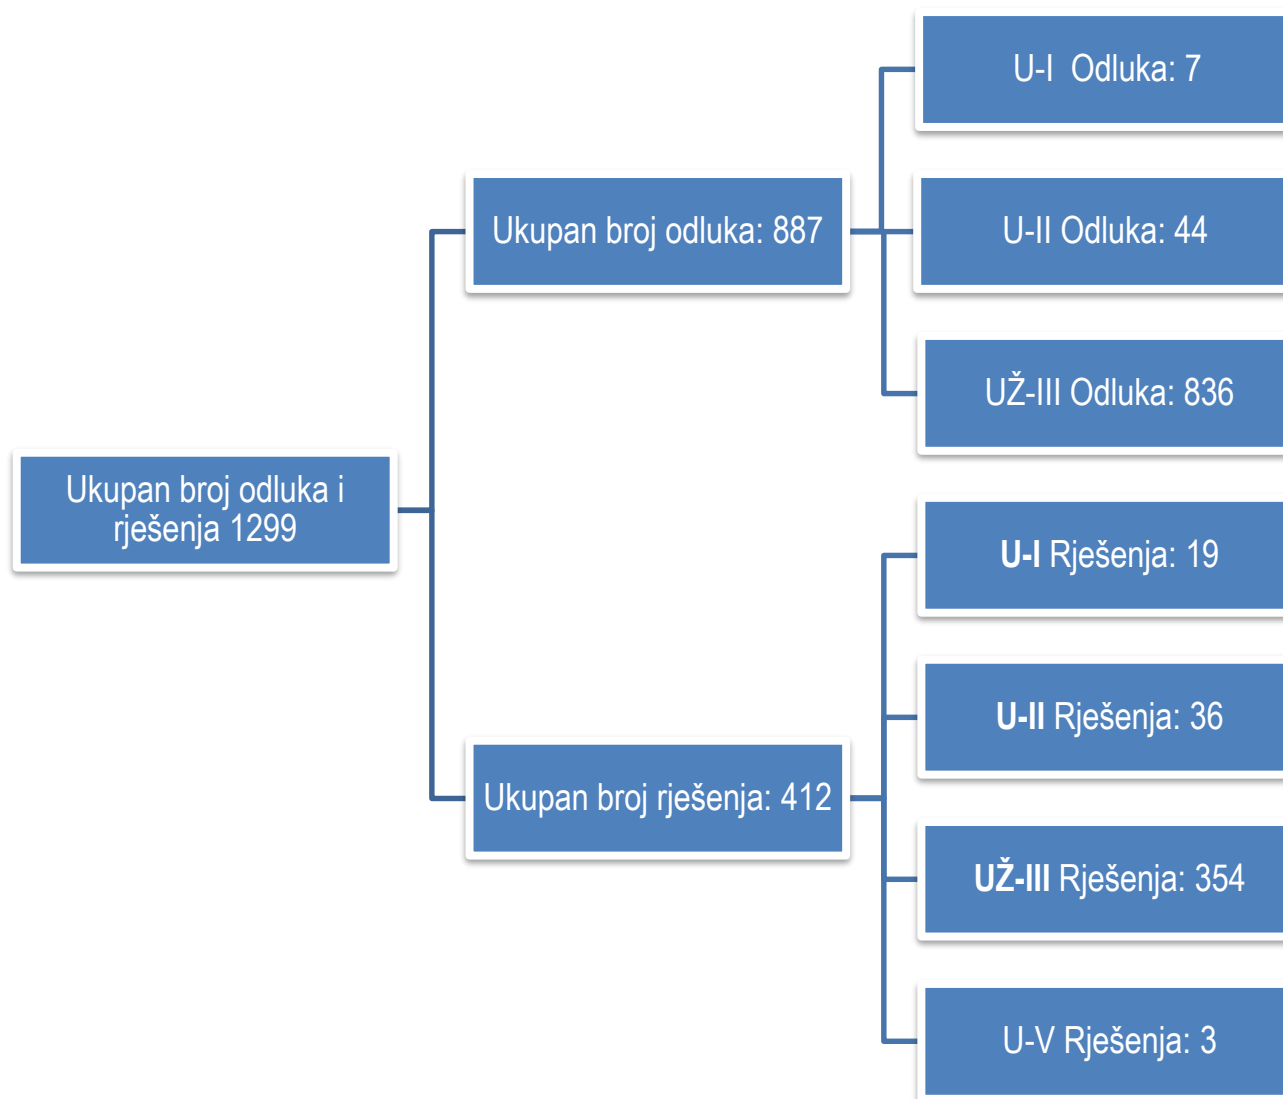 Ukupan broj odluka i
rješenja 1299
Ukupan broj odluka: 887
U-I Odluka: 7
U-II Odluka: 44
UŽ-III Odluka: 836
Ukupan broj rješenja: 412
U-I Rješenja: 19
U-II Rješenja: 36
UŽ-III Rješenja: 354
U-V Rješenja: 3